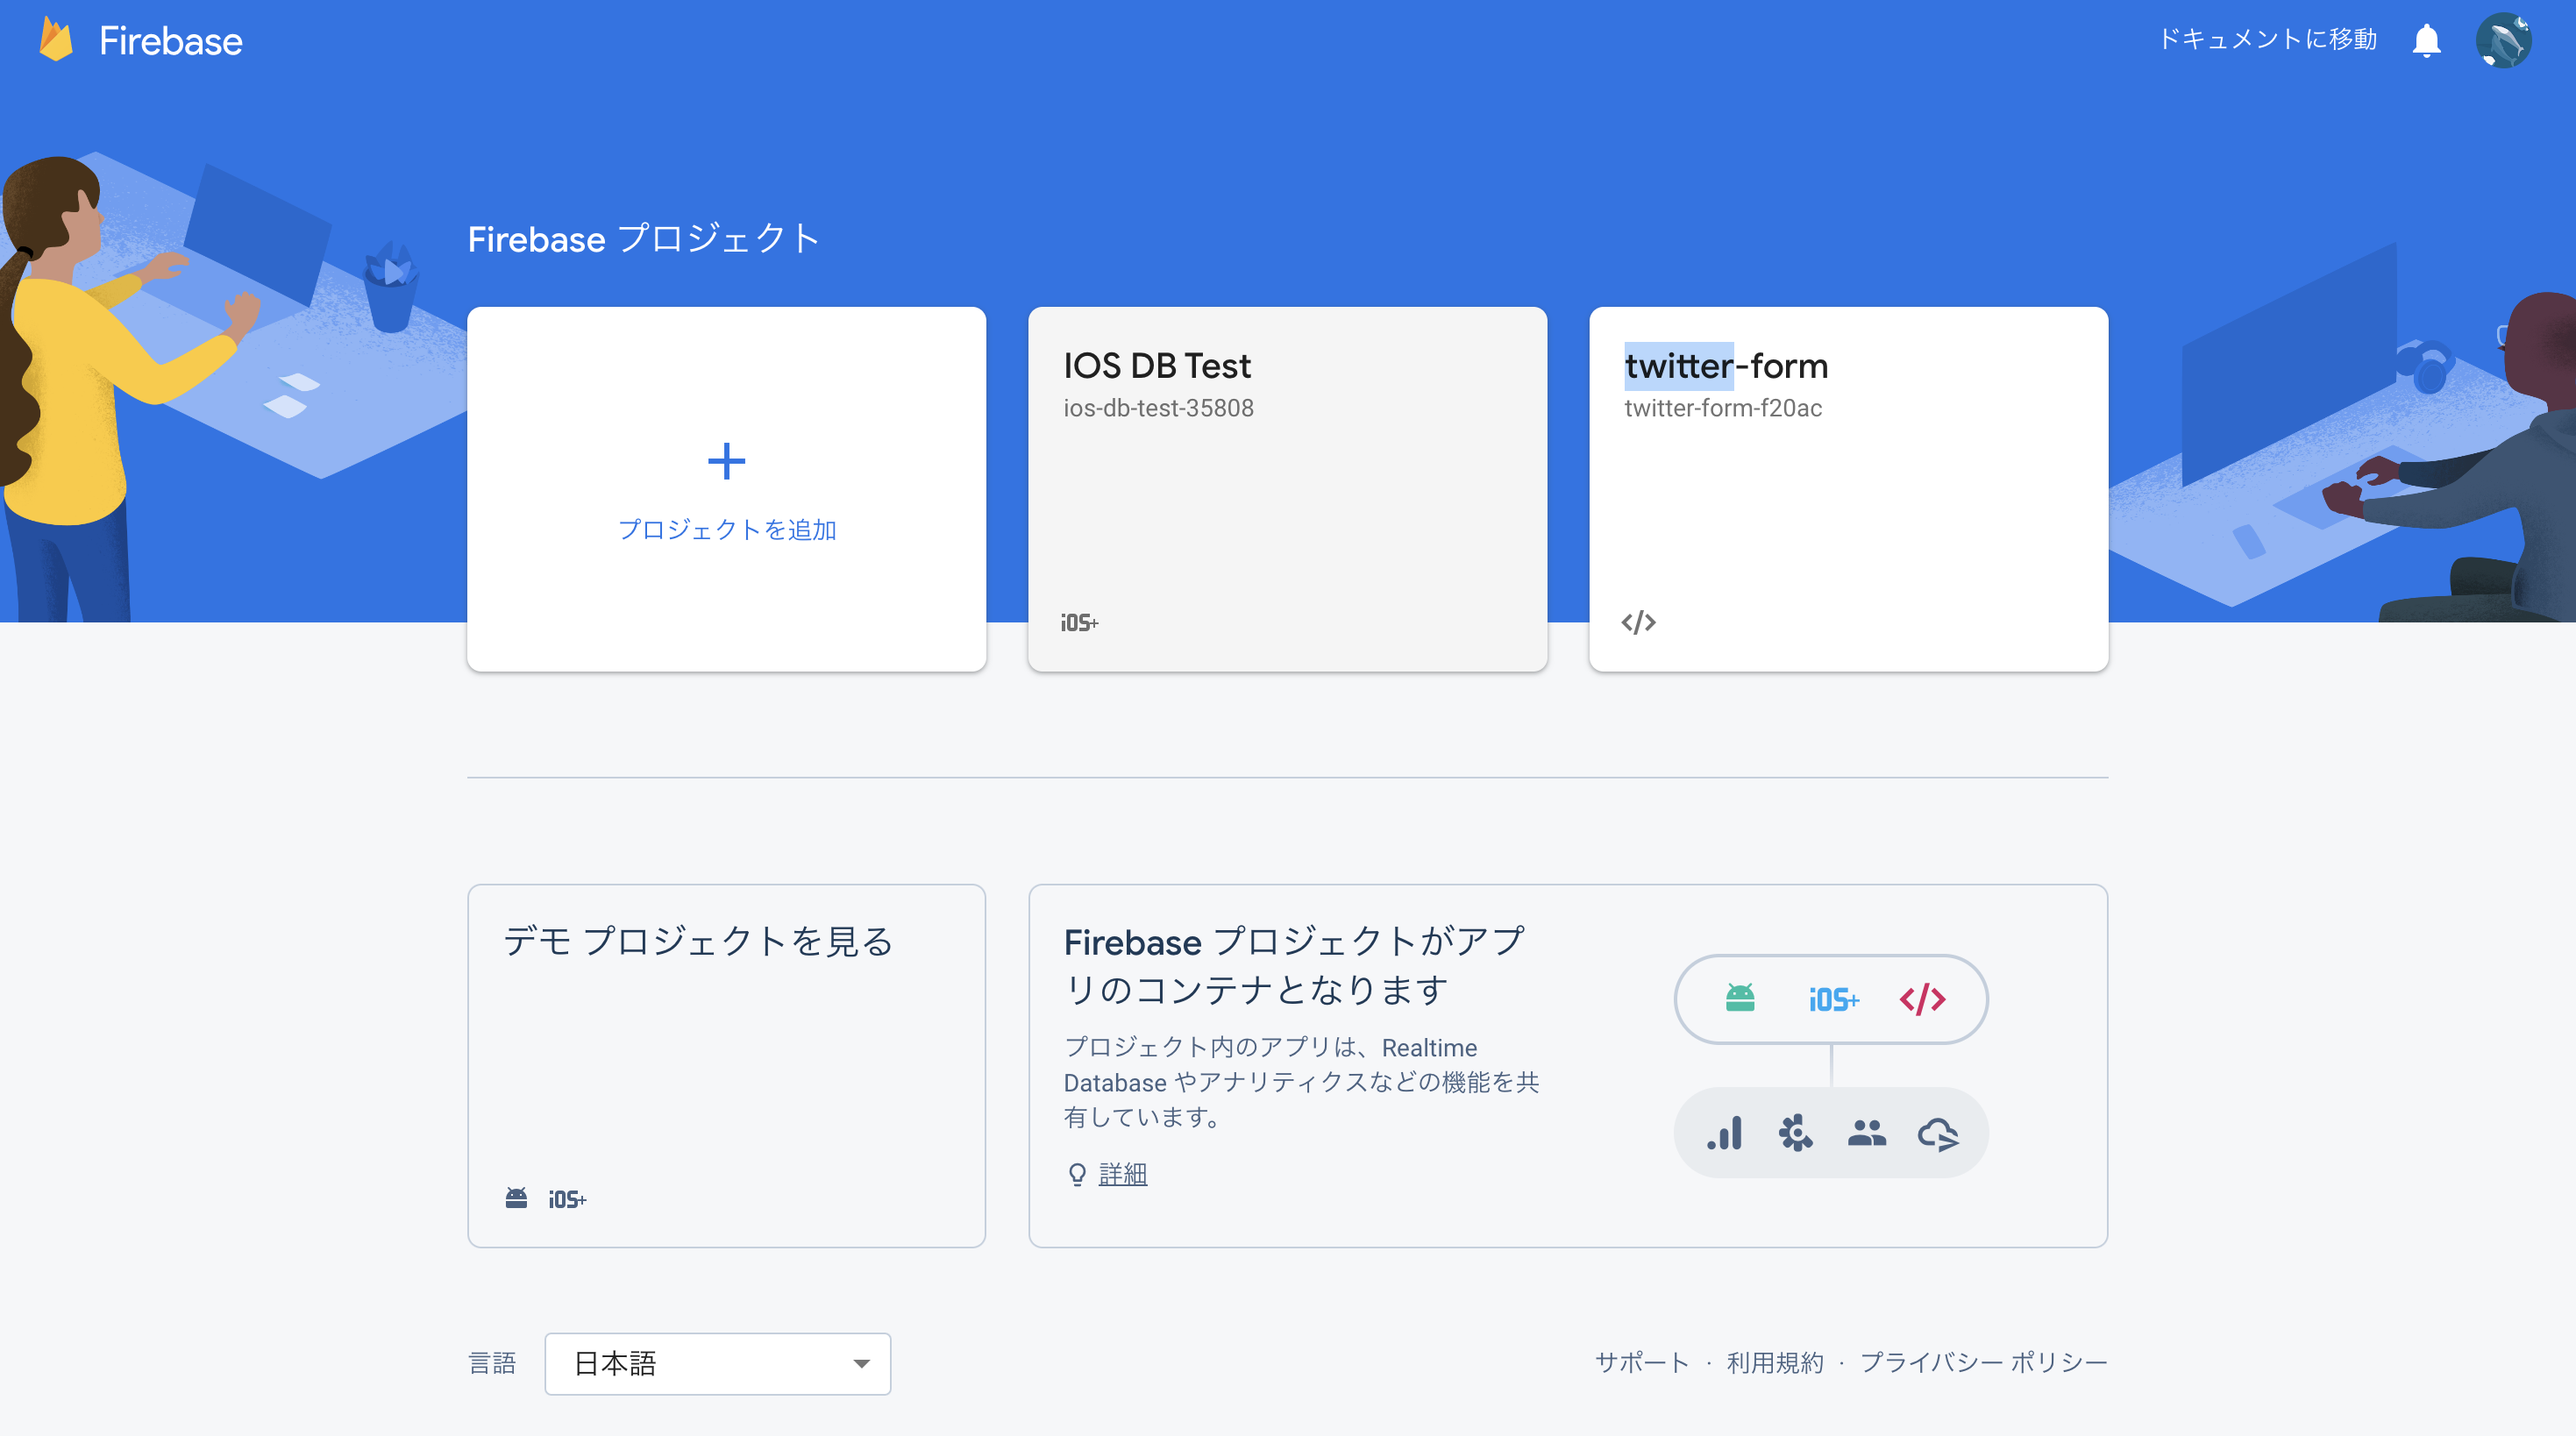 Firebase
ドキュメントに移動
Firebase プロジェクト
プロジェクトを追加
IOS DB Test
ios-db-test-35808
iOS+
twitter-form
twitter-form-f20ac
</>
デモ プロジェクトを見る
iOS+
Firebase プロジェクトがアプ
リのコンテナとなります
プロジェクト内のアプリは、Realtime
Database やアナリティクスなどの機能を共
有しています。
詳細
iOS+ </>
言語 日本語
サポート · 利用規約 · プライバシー ポリシー